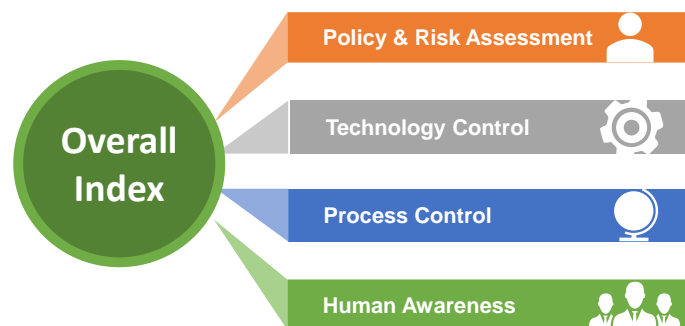 Overall
Index
Policy & Risk Assessment
Technology Control
Process Control
Human Awareness